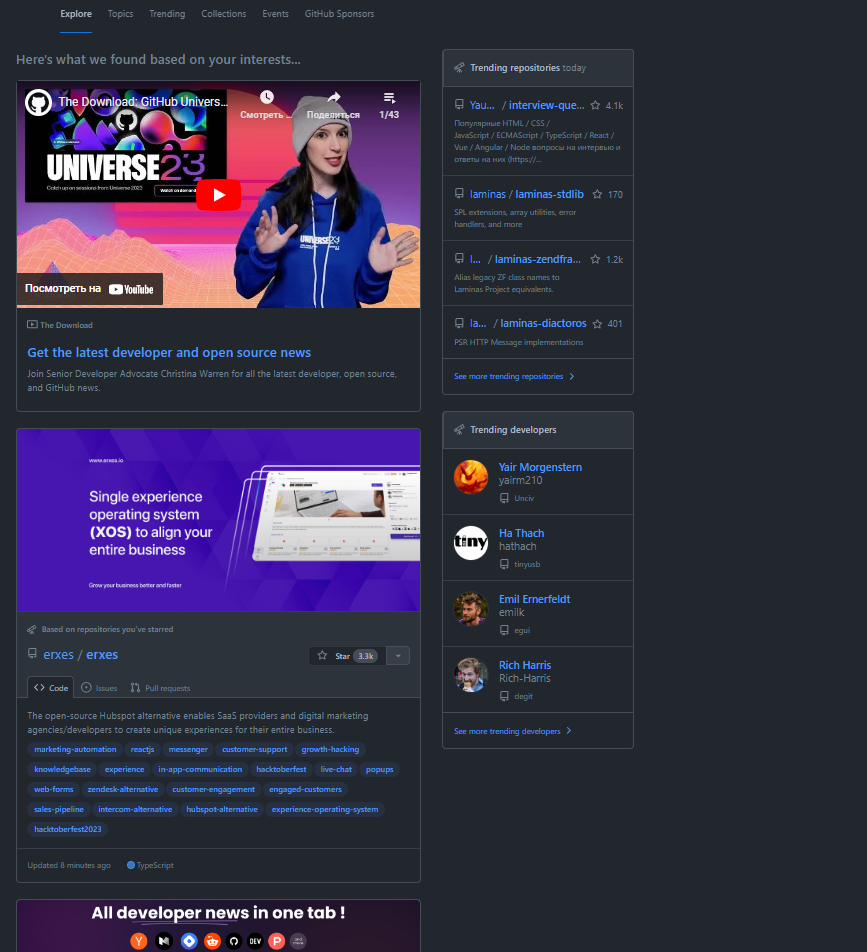 Explore Topics Trending Collections Events GitHub Sponsors
Here's what we found based on your interests...
The Download: GitHub Univers...
Смотреть ...
Поделиться
1/43
UNIVERSE23
Catch up on sessions from Universe 2023
Watch on demand
UNIVERSE23
Посмотреть на YouTube
The Download
Get the latest developer and open source news
Join Senior Developer Advocate Christina Warren for all the latest developer, open source,
and GitHub news.
www.erxes.io
Single experience
operating system
(XOS) to align your
entire business
Grow your business better and faster
Based on repositories you've starred
erxes / erxes
Star 3.3k
Code Issues Pull requests
The open-source Hubspot alternative enables SaaS providers and digital marketing
agencies/developers to create unique experiences for their entire business.
marketing-automation reactjs messenger customer-support growth-hacking
knowledgebase experience in-app-communication hacktoberfest live-chat popups
web-forms zendesk-alternative customer-engagement engaged-customers
sales-pipeline intercom-alternative hubspot-alternative experience-operating-system
hacktoberfest2023
Updated 8 minutes ago TypeScript
All developer news in one tab !
Y
DEV
P
Trending repositories today
Yau... / interview-que... 4.1k
Популярные HTML / CSS /
JavaScript / ECMAScript / TypeScript / React /
Vue / Angular / Node вопросы на интервью и
ответы на них (https://...
laminas / laminas-stdlib 170
SPL extensions, array utilities, error
handlers, and more
l... / laminas-zendfra... 1.2k
Alias legacy ZF class names to
Laminas Project equivalents.
la... / laminas-diactoros 401
PSR HTTP Message implementations
See more trending repositories
Trending developers
Yair Morgenstern
yairm210
Unciv
tiny
Ha Thach
hathach
tinyusb
Emil Ernerfeldt
emilk
egui
Rich Harris
Rich-Harris
degit
See more trending developers